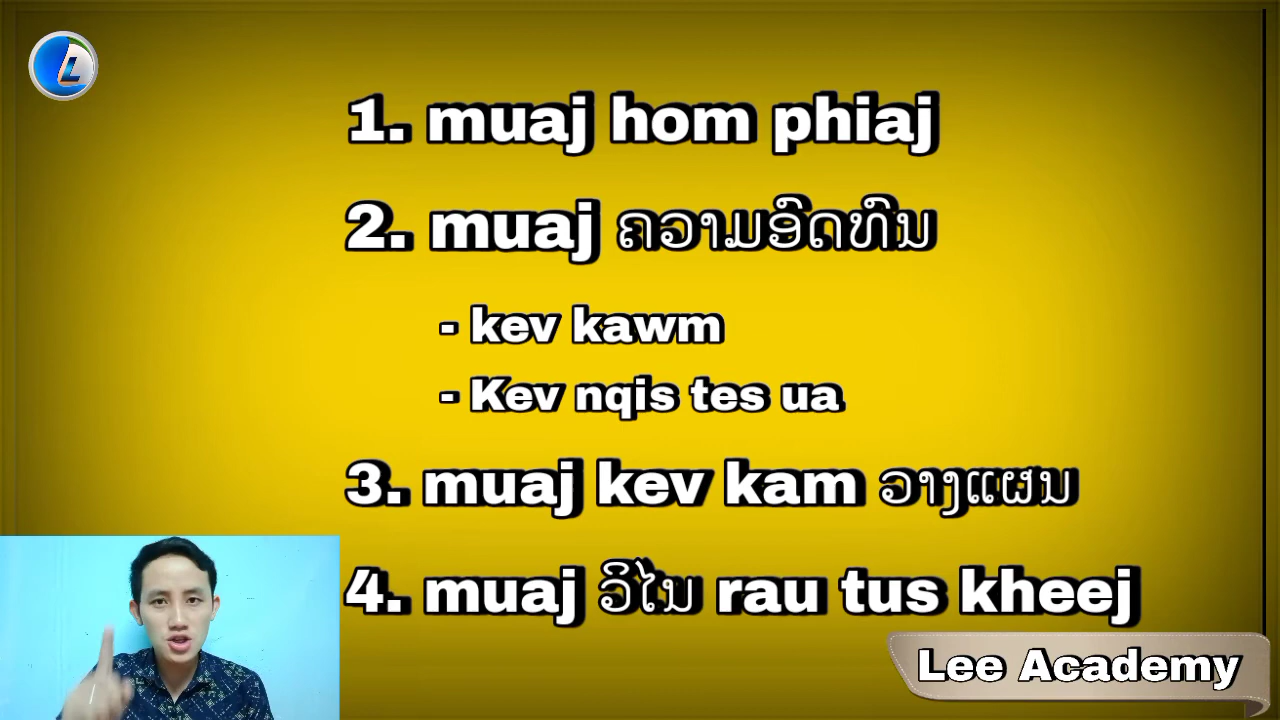 L
1. muaj hom phiaj
2. muaj ຄວາມອົດທົນ
- kev kawm
- Kev nqis tes ua
3. muaj kev kam ວາງແຜນ
4. muaj ວິໄນ rau tus kheej
Lee Academy